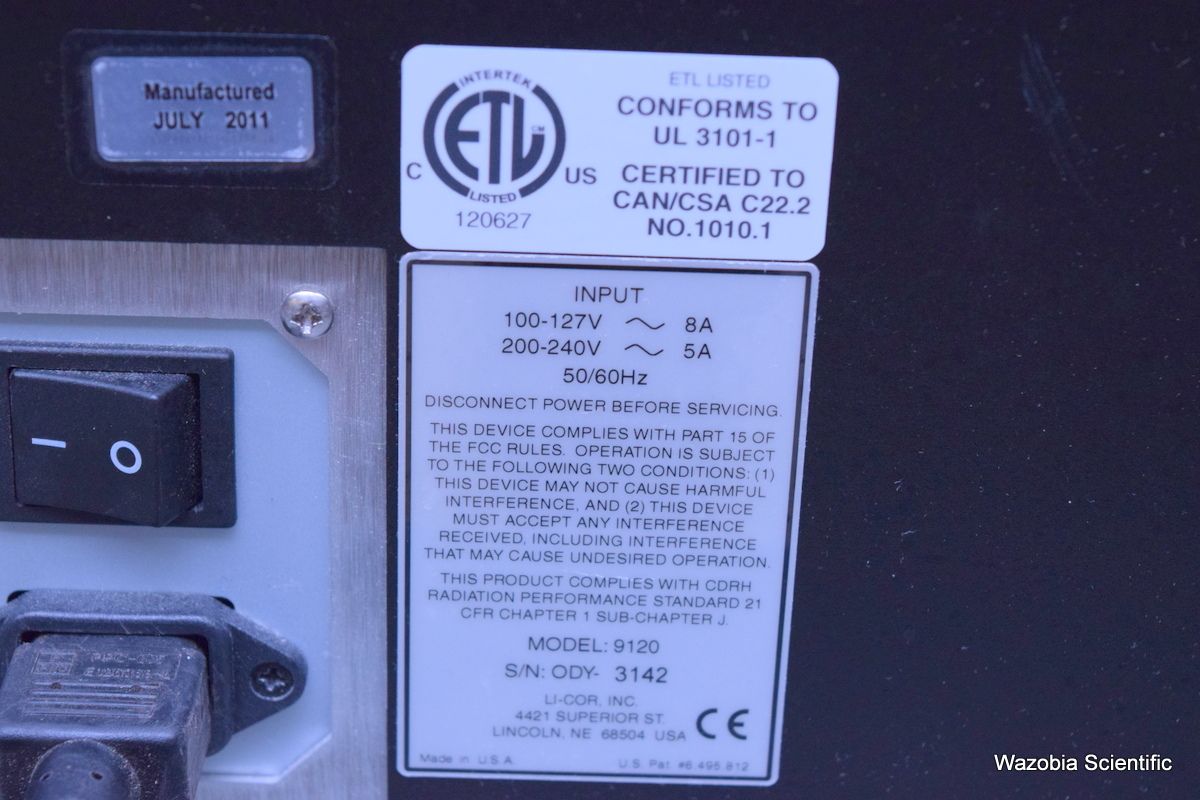 Manufactured
JULY 2011
INTERTEK
ETL CM
LISTED
C
US
120627
ETL LISTED
CONFORMS TO
UL 3101-1
CERTIFIED TO
CAN/CSA C22.2
NO.1010.1
INPUT
100-127V ~ 8A
200-240V ~ 5A
50/60Hz
DISCONNECT POWER BEFORE SERVICING.
THIS DEVICE COMPLIES WITH PART 15 OF
THE FCC RULES. OPERATION IS SUBJECT
TO THE FOLLOWING TWO CONDITIONS: (1)
THIS DEVICE MAY NOT CAUSE HARMFUL
INTERFERENCE, AND (2) THIS DEVICE
MUST ACCEPT ANY INTERFERENCE
RECEIVED, INCLUDING INTERFERENCE
THAT MAY CAUSE UNDESIRED OPERATION.
THIS PRODUCT COMPLIES WITH CDRH
RADIATION PERFORMANCE STANDARD 21
CFR CHAPTER 1 SUB-CHAPTER J.
MODEL: 9120
S/N: ODY- 3142
LI-COR, INC.
4421 SUPERIOR ST.
LINCOLN, NE 68504 USA
CE
Made in U.S.A.
U.S. Pat #6,495,812
I O
Wazobia Scientific